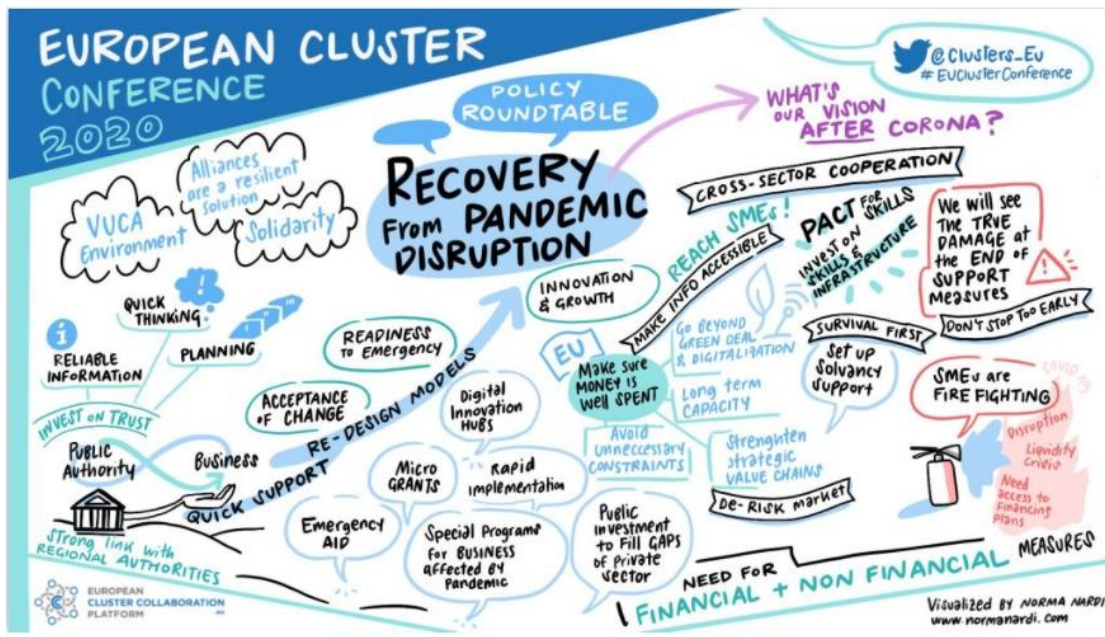 EUROPEAN CLUSTER
CONFERENCE
2020
@Clusters_Eu
#EUClusterConference
POLICY
ROUNDTABLE
WHAT'S
OUR VISION
AFTER CORONA?
RECOVERY
From PANDEMIC
DISRUPTION
Alliances
are a resilient
solution
VUCA
Environment
Solidarity
QUICK
THINKING
PLANNING
RELIABLE
INFORMATION
INVEST ON TRUST
Public
Authority
Business
Strong link with
REGIONAL AUTHORITIES
READINESS
to EMERGENCY
ACCEPTANCE
OF CHANGE
RE-DESIGN MODELS
QUICK SUPPORT
INNOVATION
& GROWTH
Digital
Innovation
HUBS
MICRO
GRANTS
Rapid
implementation
Emergency
AID
Special Programs
For BUSINESS
affected BY
Pandemic
Public
Investment
to Fill GAPS
of private
sector
CROSS-SECTOR COOPERATION
REACH SMEs!
MAKE INFO ACCESSIBLE
PACT FOR SKILLS
INVEST ON
SKILLS &
INFRASTRUCTURE
We will see
THE TRUE
DAMAGE at
the END OF
SUPPORT
measures
DON'T STOP TOO EARLY
EU
Make sure
MONEY IS
WELL SPENT
GO BEYOND
GREEN DEAL
& DIGITALIZATION
Long term
CAPACITY
Avoid
UNNECCESSARY
CONSTRAINTS
Strenghten
strategic
VALUE CHAINS
De-RISK market
SURVIVAL FIRST
Set up
Solvancy
support
SMEs are
FIRE FIGHTING
COVID19
Disruption
Liquidity
Crisis
Need
access to
Financing
Plans
NEED FOR
FINANCIAL + NON FINANCIAL
MEASURES
EUROPEAN
CLUSTER COLLABORATION
PLATFORM
Visualized BY NORMA NARDI
www.normanardi.com